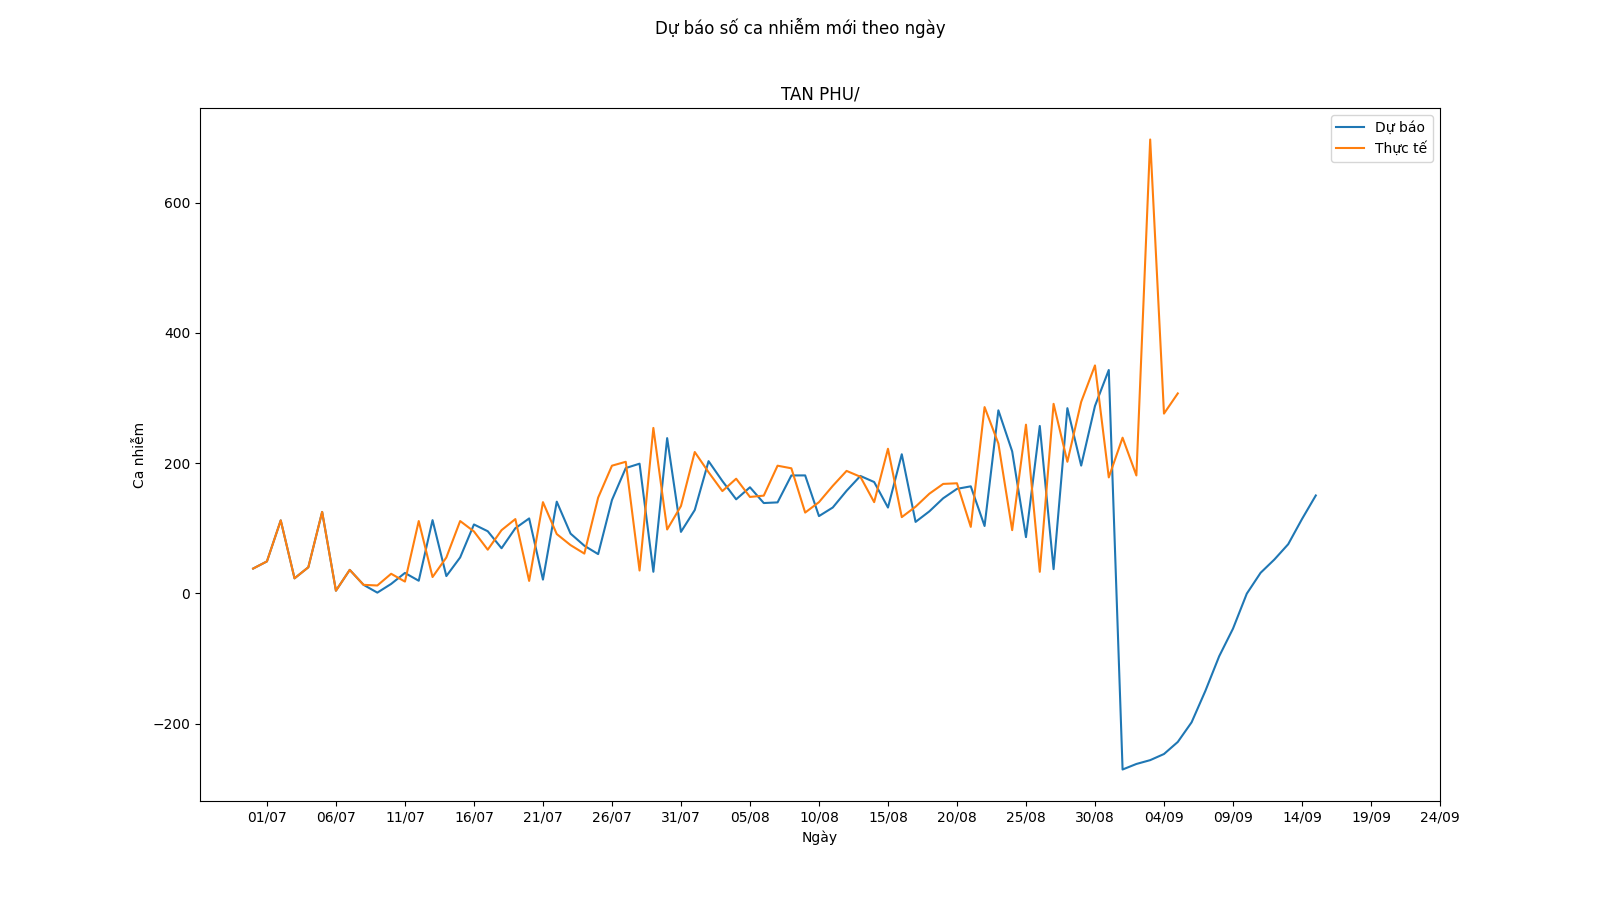 Dự báo số ca nhiễm mới theo ngày
TAN PHU/
Dự báo
Thực tế
600
400
200
0
−200
Ca nhiễm
01/07 06/07 11/07 16/07 21/07 26/07 31/07 05/08 10/08 15/08 20/08 25/08 30/08 04/09 09/09 14/09 19/09 24/09
Ngày